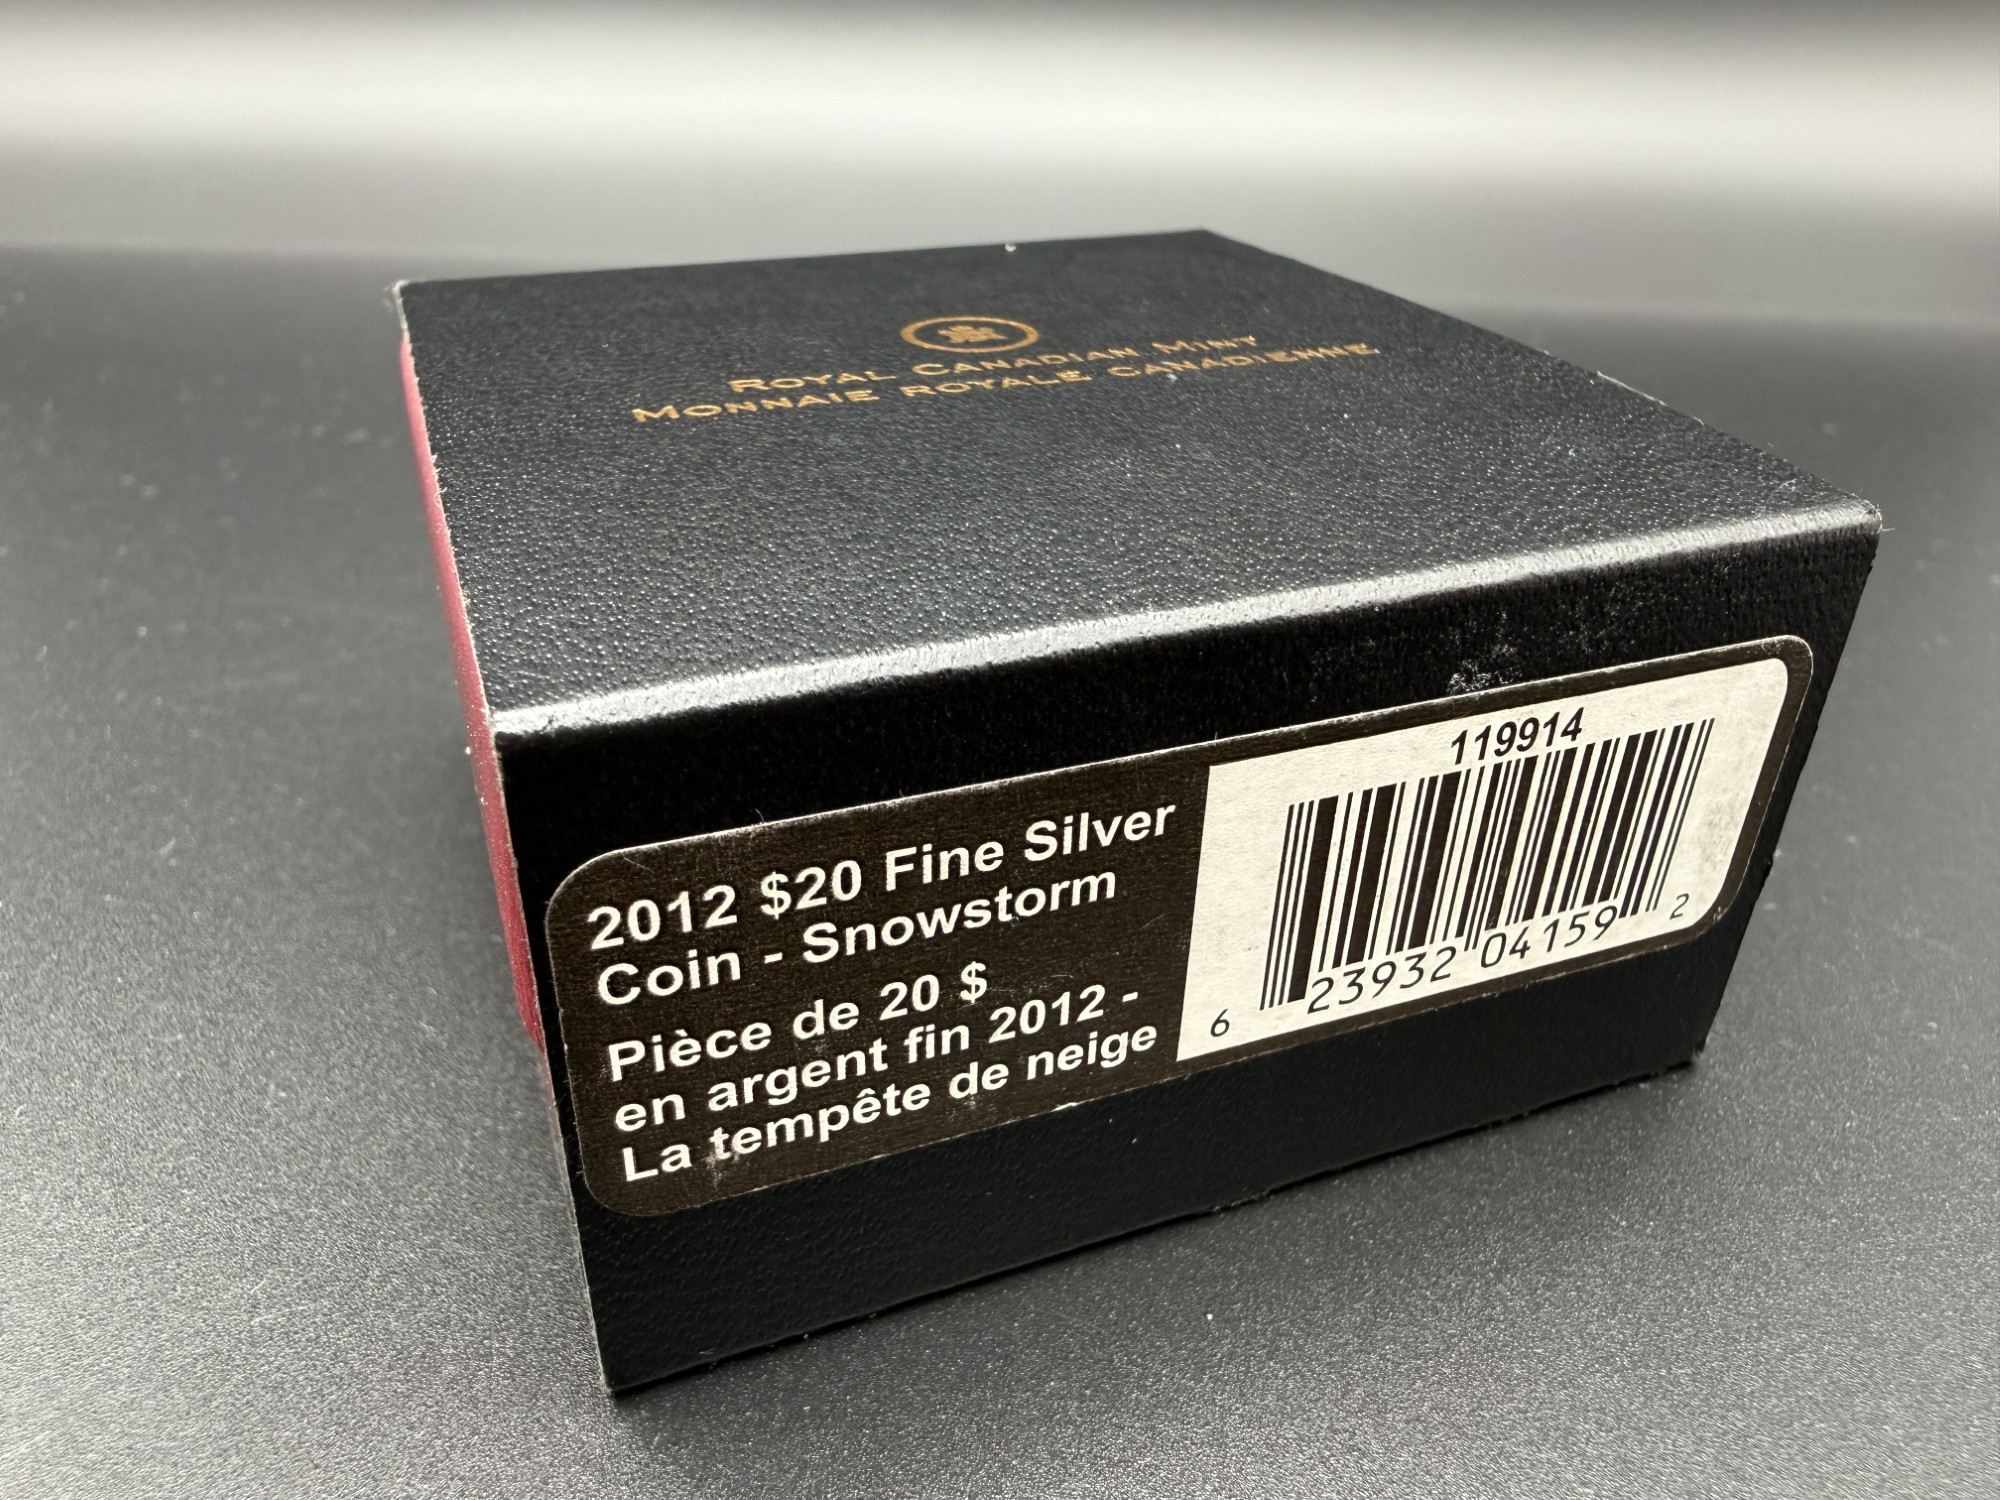 ROYAL CANADIAN MINT
MONNAIE ROYALE CANADIENNE
2012 $20 Fine Silver
Coin - Snowstorm
Pièce de 20 $
en argent fin 2012 -
La tempête de neige
119914
6 23932 04159 2